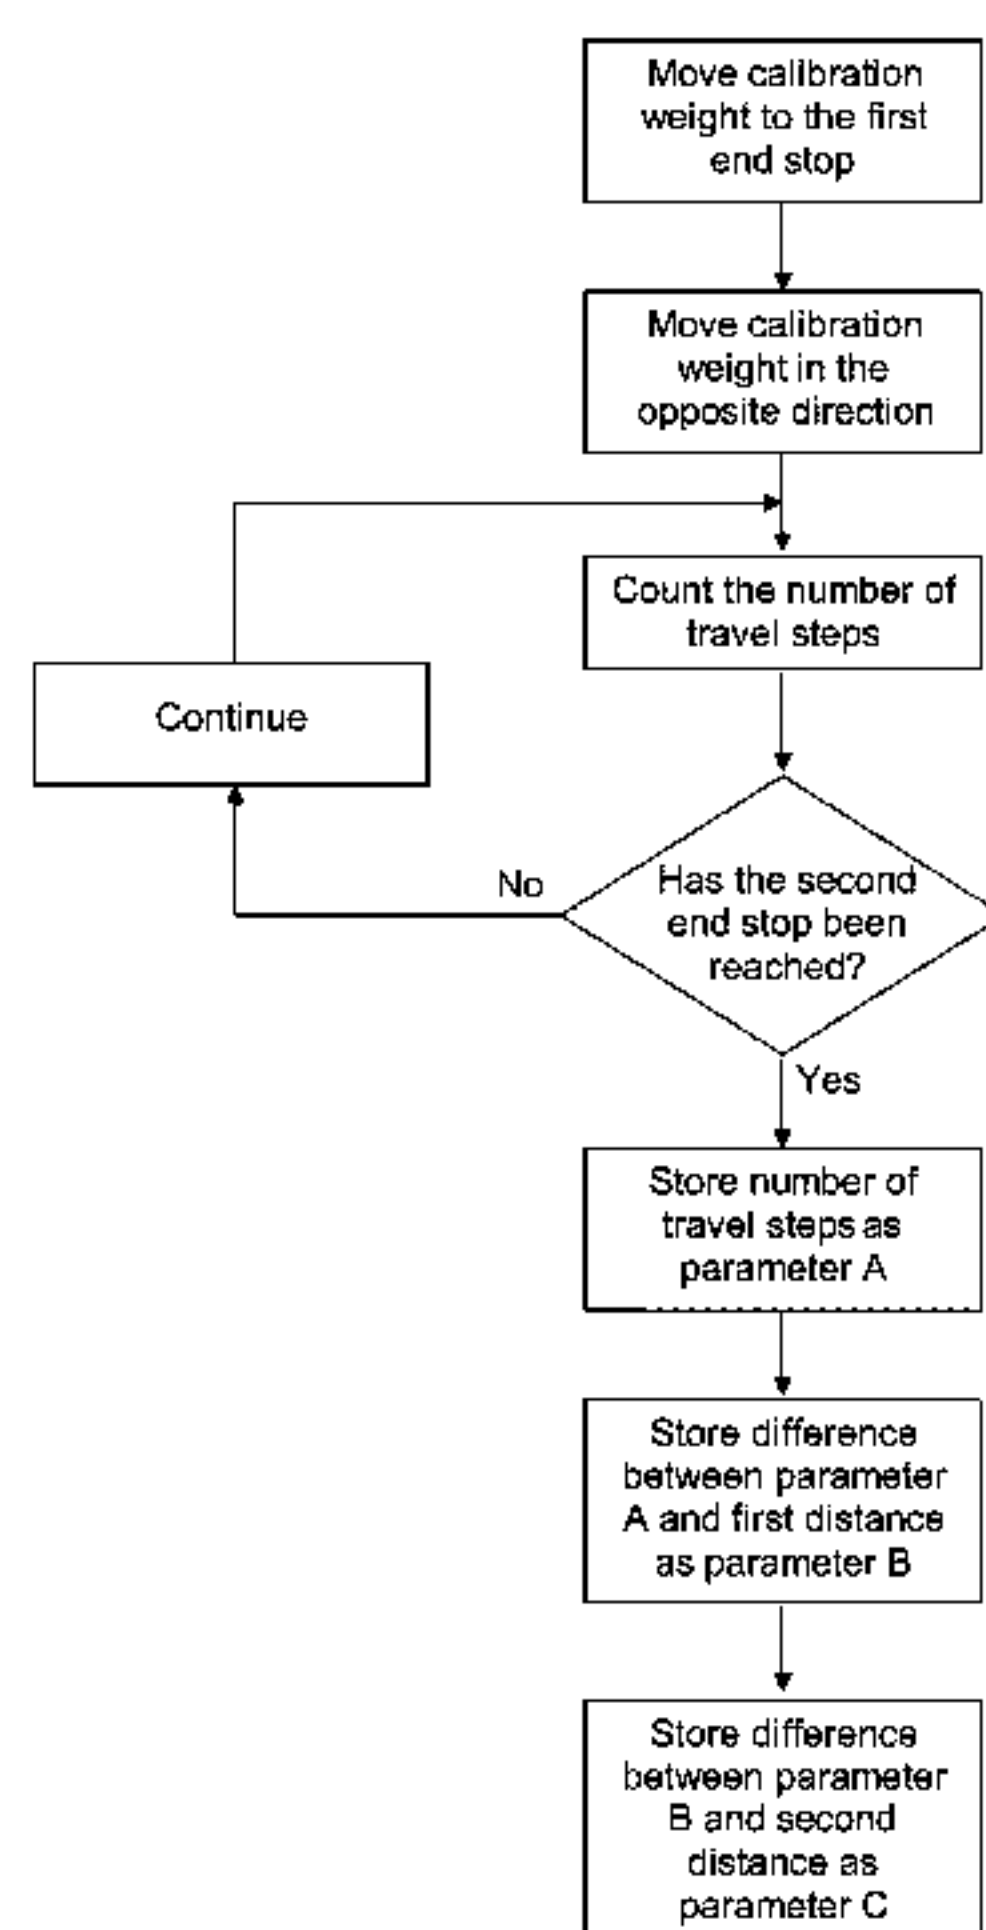 Move calibration
weight to the first
end stop
Move calibration
weight in the
opposite direction
Count the number of
travel steps
Continue
No
Has the second
end stop been
reached?
Yes
Store number of
travel steps as
parameter A
Store difference
between parameter
A and first distance
as parameter B
Store difference
between parameter
B and second
distance as
parameter C